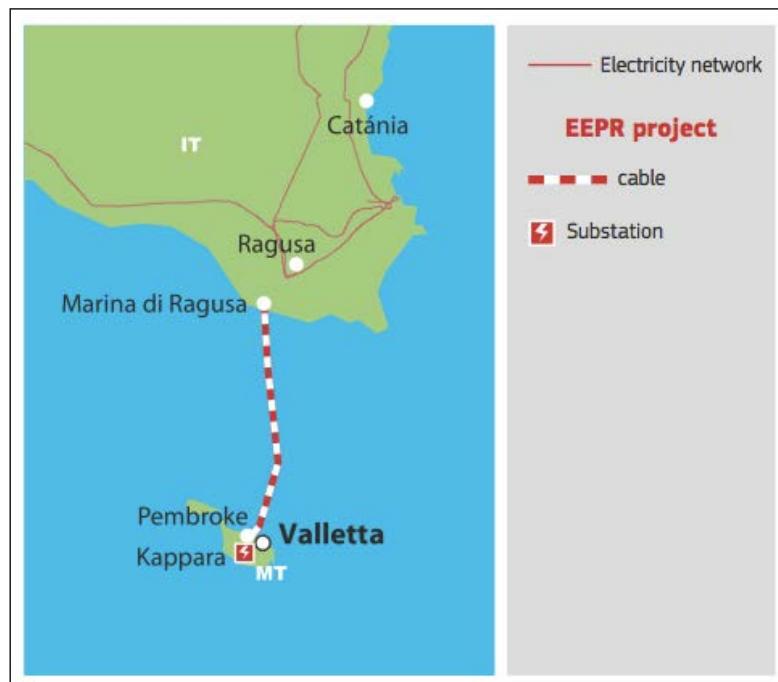 Catánia
IT
Ragusa
Marina di Ragusa
Pembroke
Valletta
Kappara
MT
Electricity network
EEPR project
cable
Substation